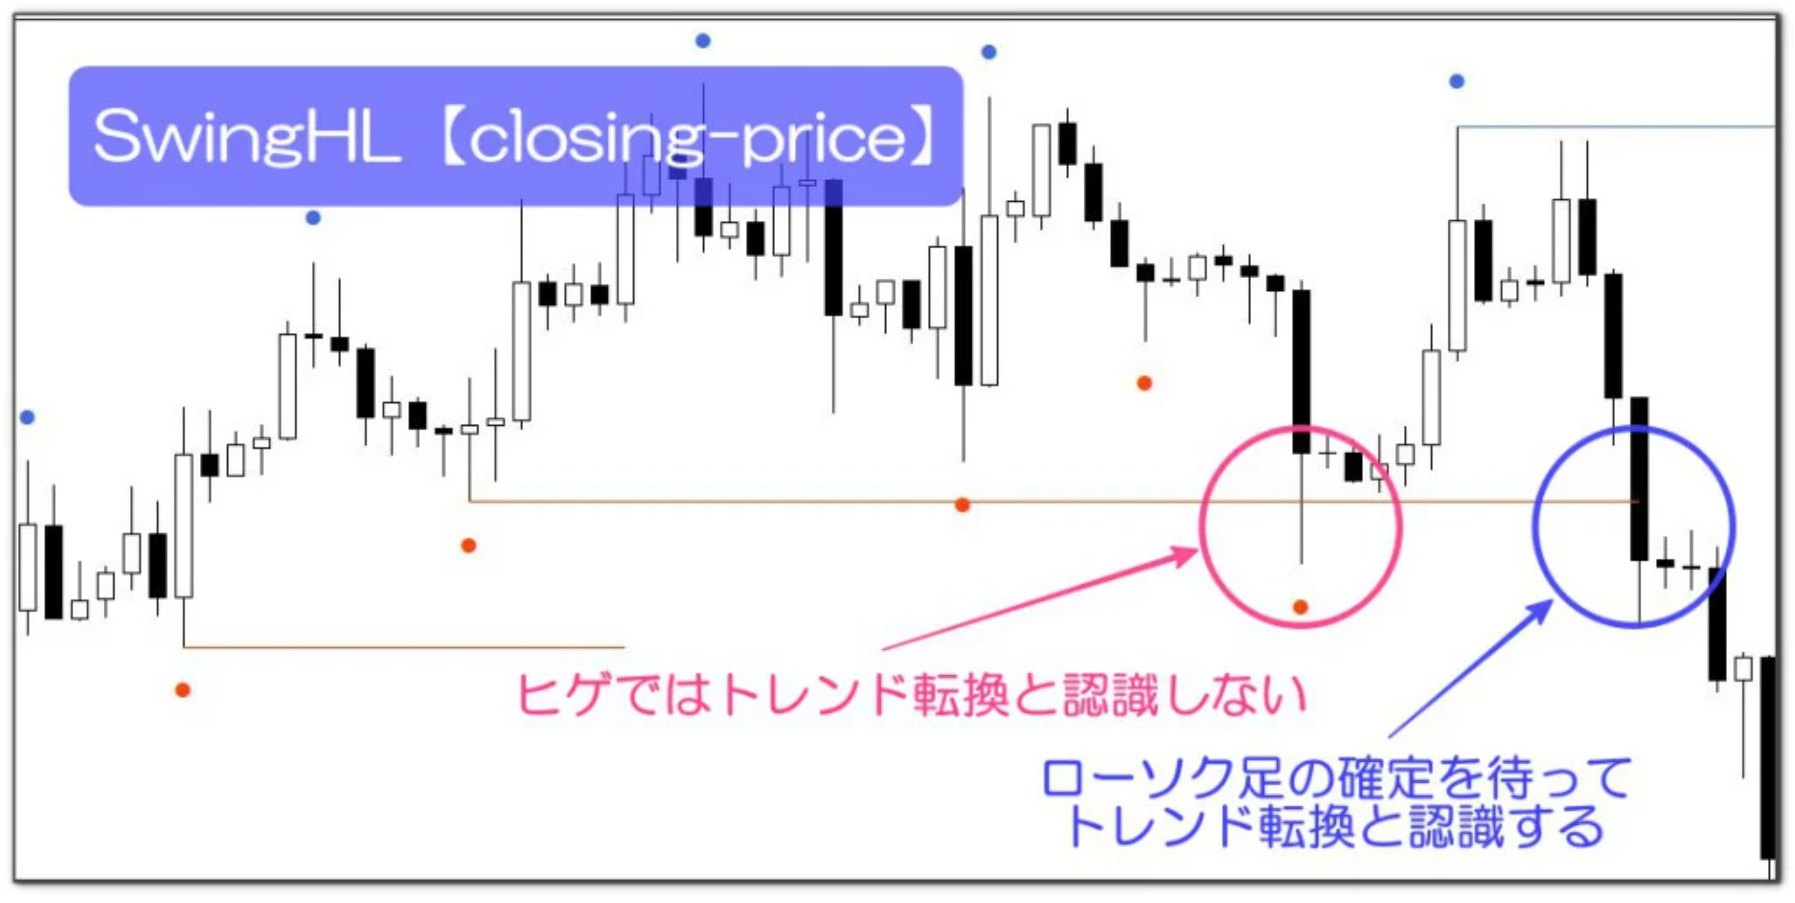 SwingHL【closing-price】
ヒゲではトレンド転換と認識しない
ローソク足の確定を待って
トレンド転換と認識する